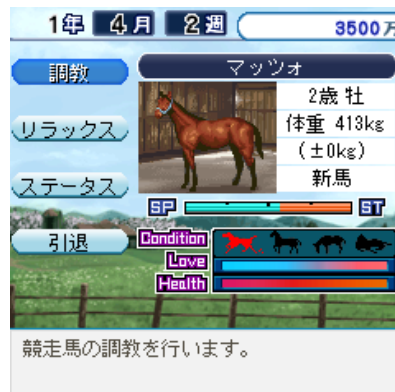 1年 4月 2週 3500万
調教
マッツォ
2歳 牡
リラックス
体重 413kg
(±0kg)
ステータス
新馬
SP ST
引退
Condition
Love
Health
競走馬の調教を行います。